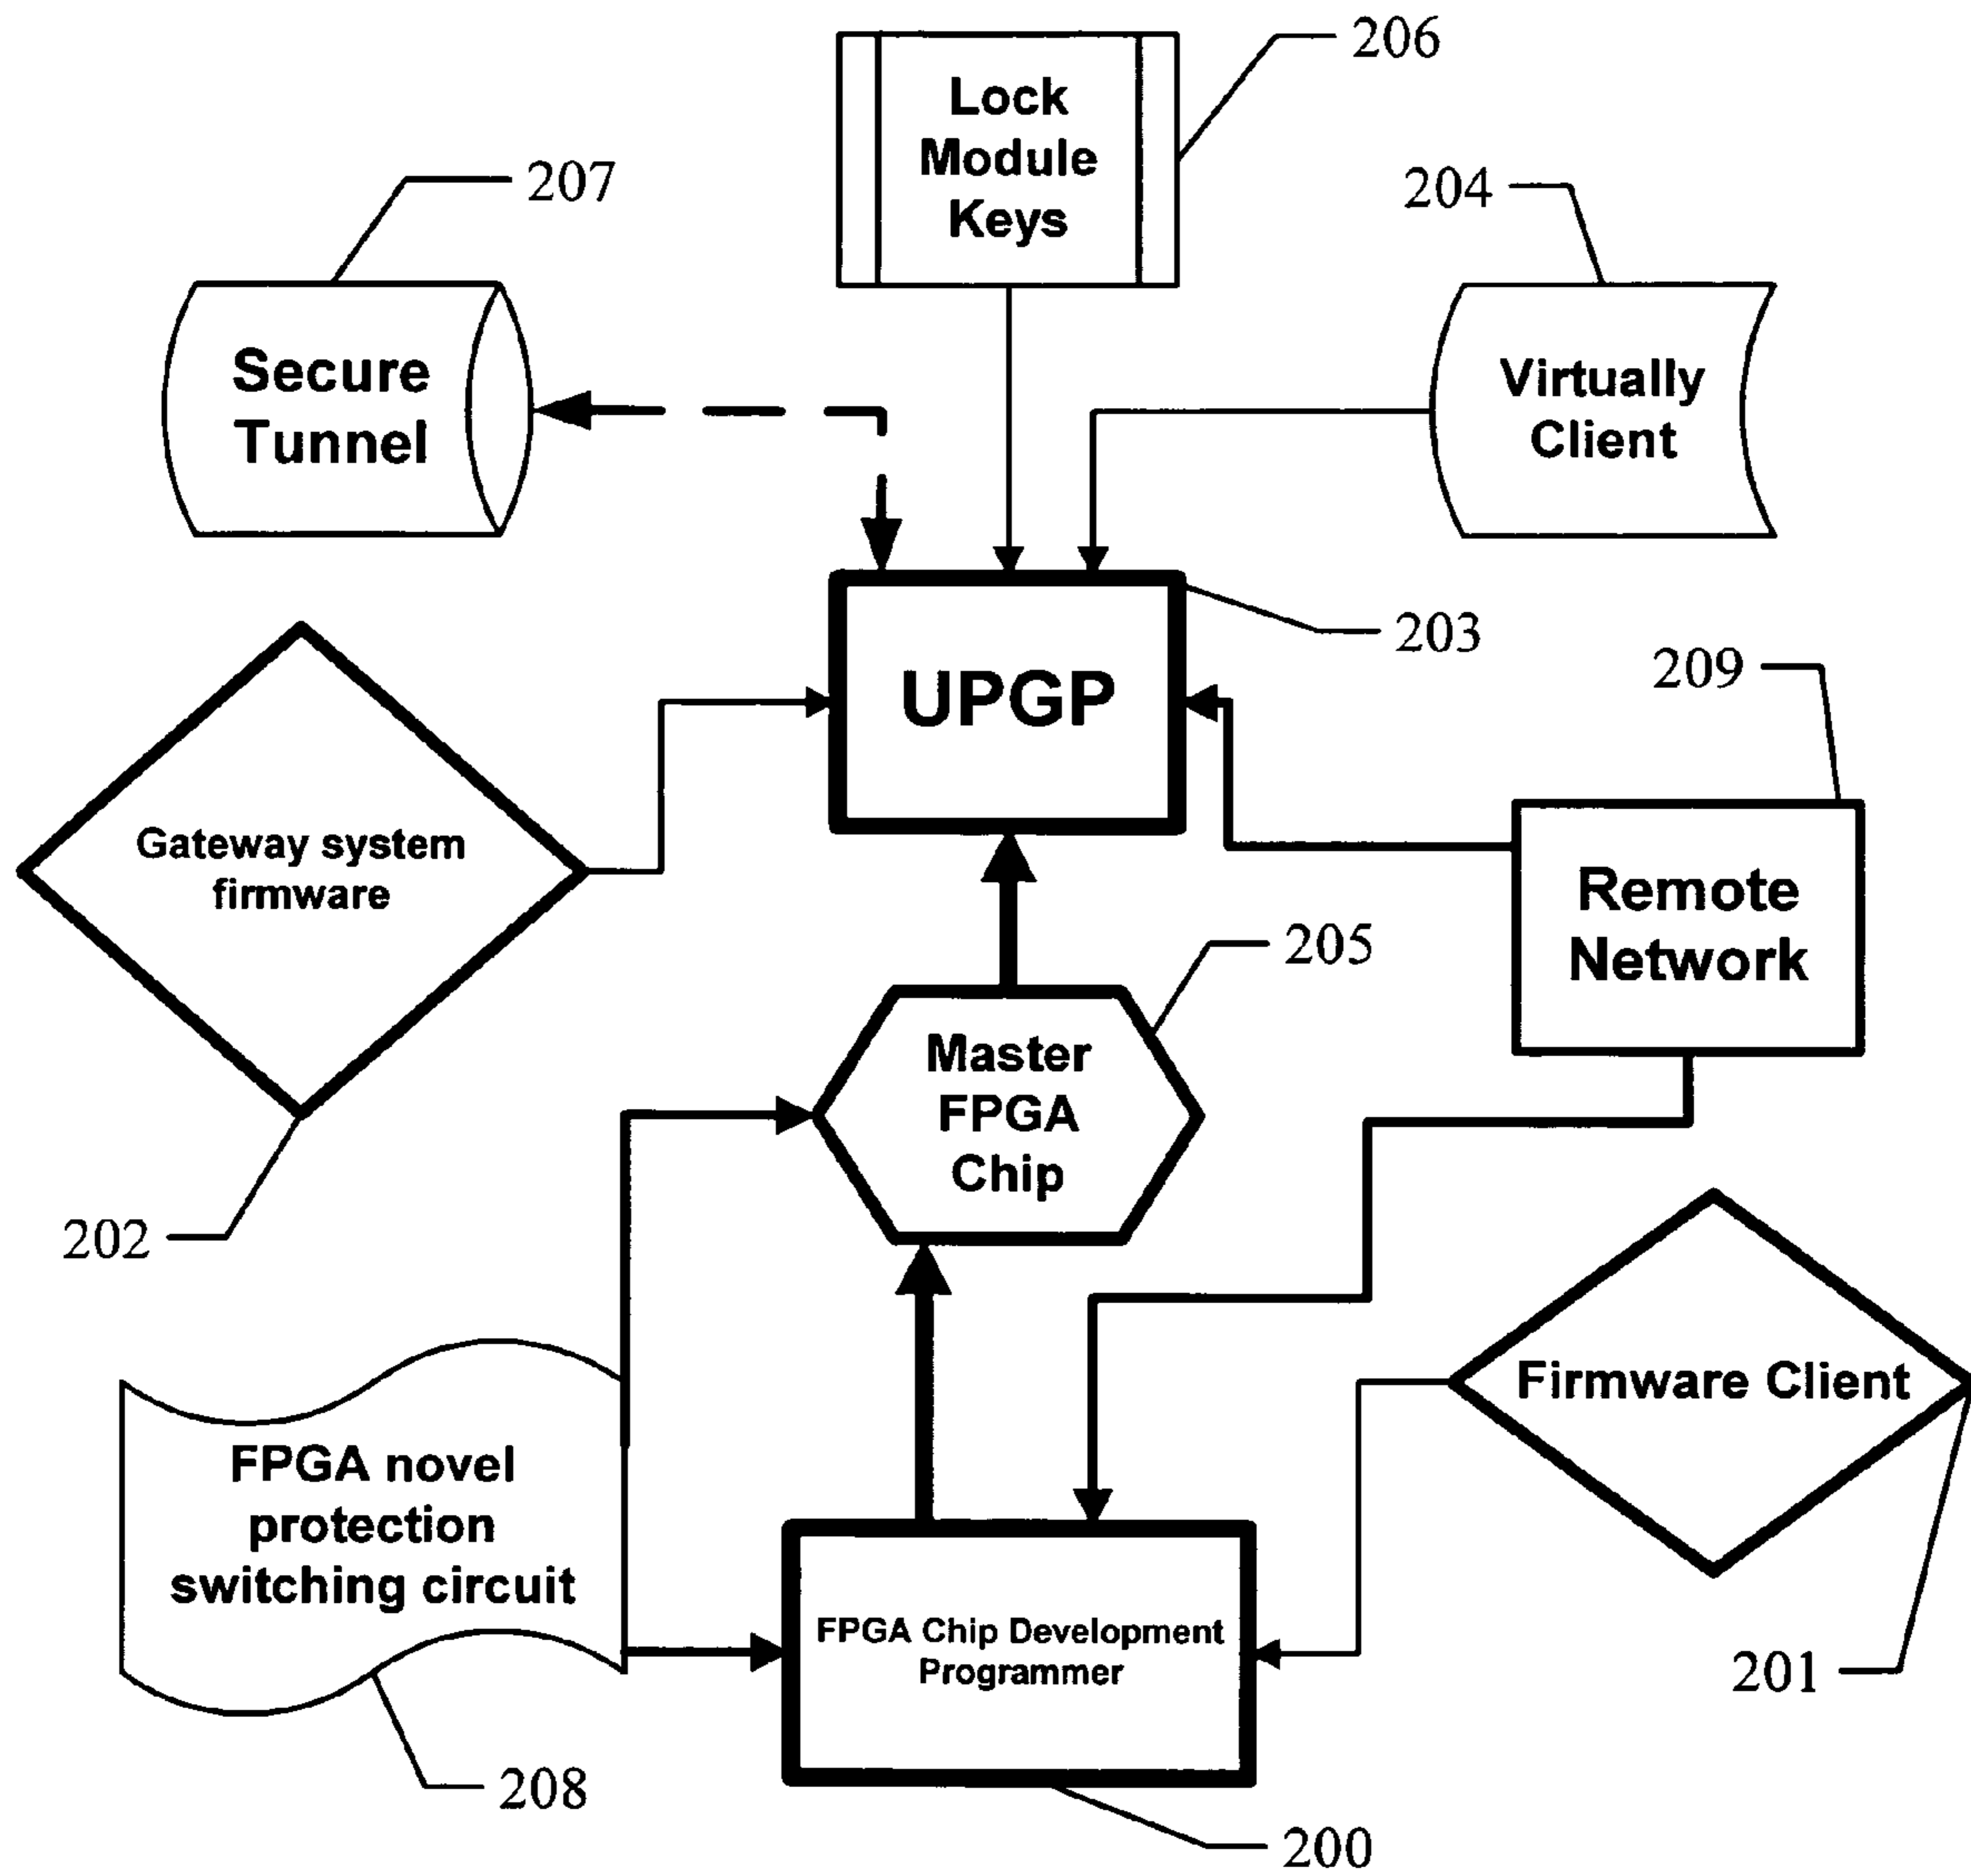 206
Lock
Module
Keys
207
204
Secure
Tunnel
Virtually
Client
203
209
UPGP
Gateway system
firmware
Remote
Network
205
Master
FPGA
Chip
202
Firmware Client
FPGA novel
protection
switching circuit
FPGA Chip Development
Programmer
201
208
200